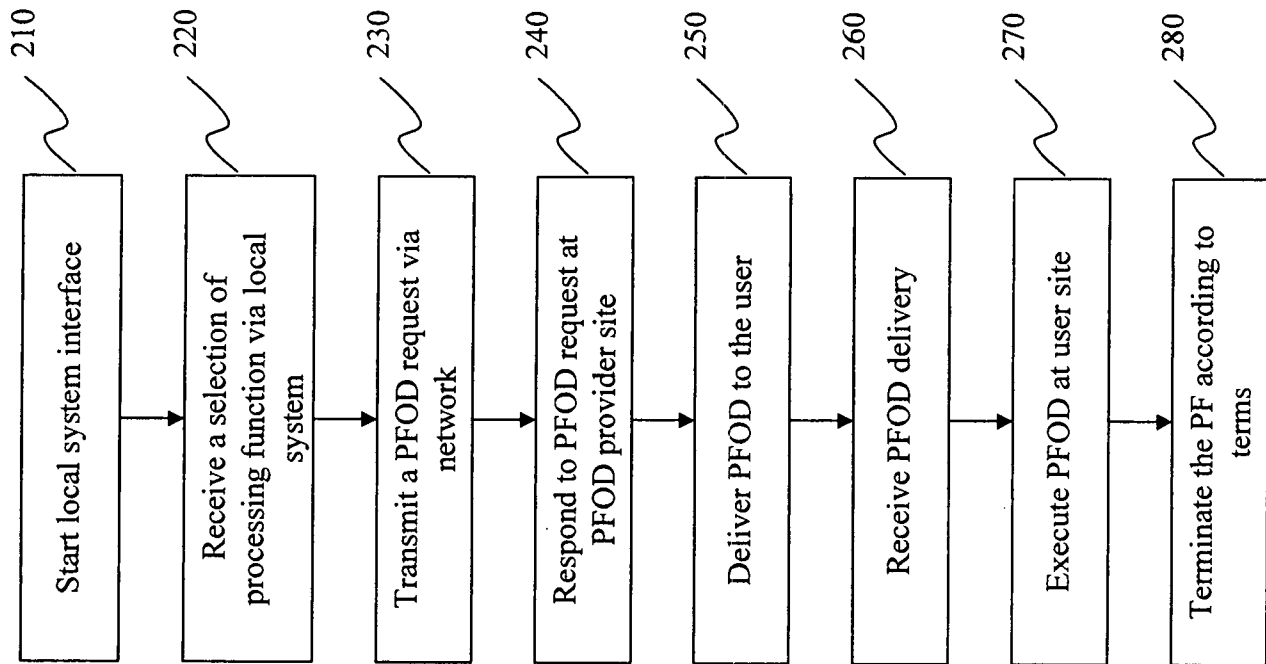 Start local system interface
210
Receive a selection of
processing function via local
system
220
Transmit a PFOD request via
network
230
Respond to PFOD request at
PFOD provider site
240
Deliver PFOD to the user
250
Receive PFOD delivery
260
Execute PFOD at user site
270
Terminate the PF according to
terms
280